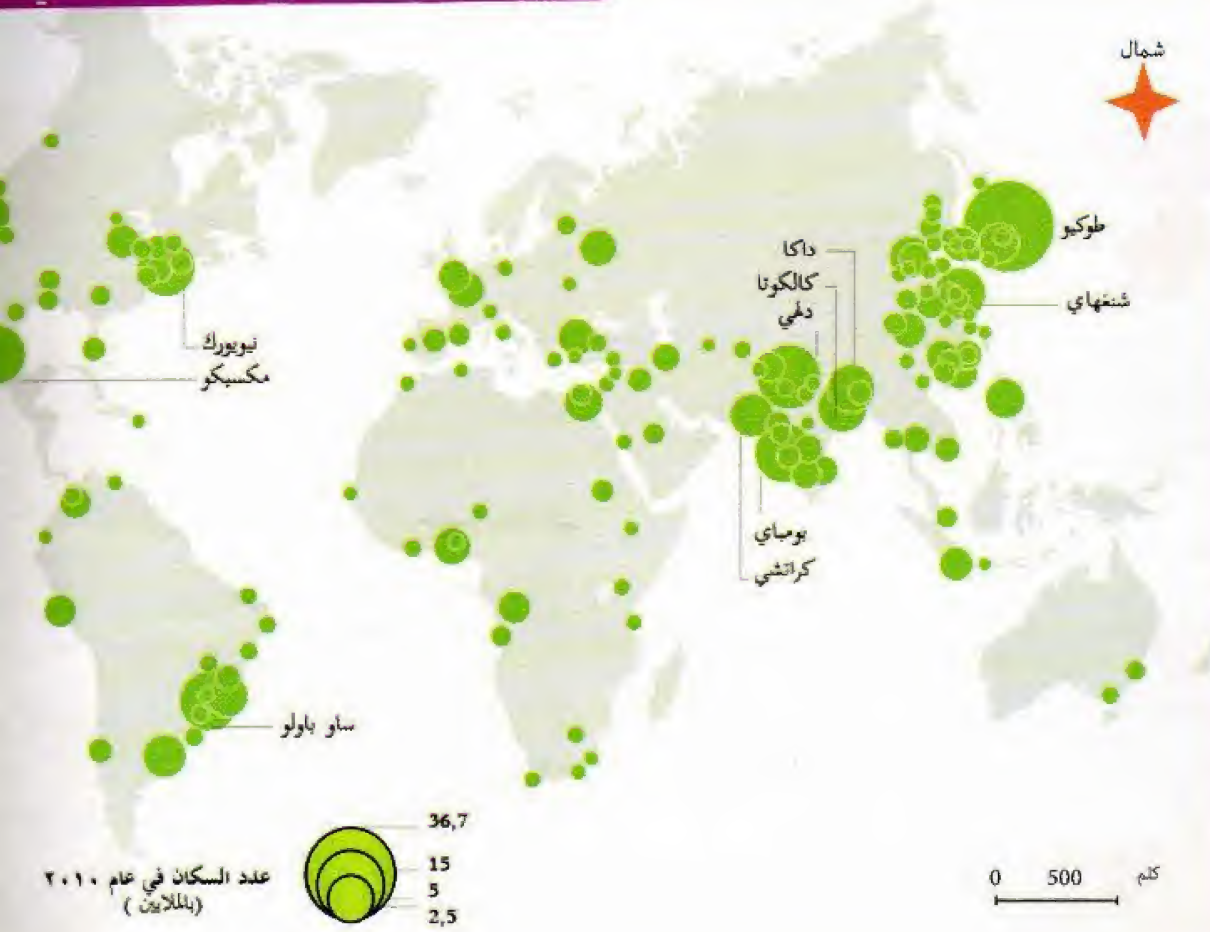 شمال
طوكيو
داكا
كالكوتا
دلهي
شنغهاي
نيويورك
مكسيكو
بومباي
كراتشي
ساو باولو
36,7
15
5
2,5
عدد السكان في عام ٢٠١٠
(بالملايين)
0 500 كلم